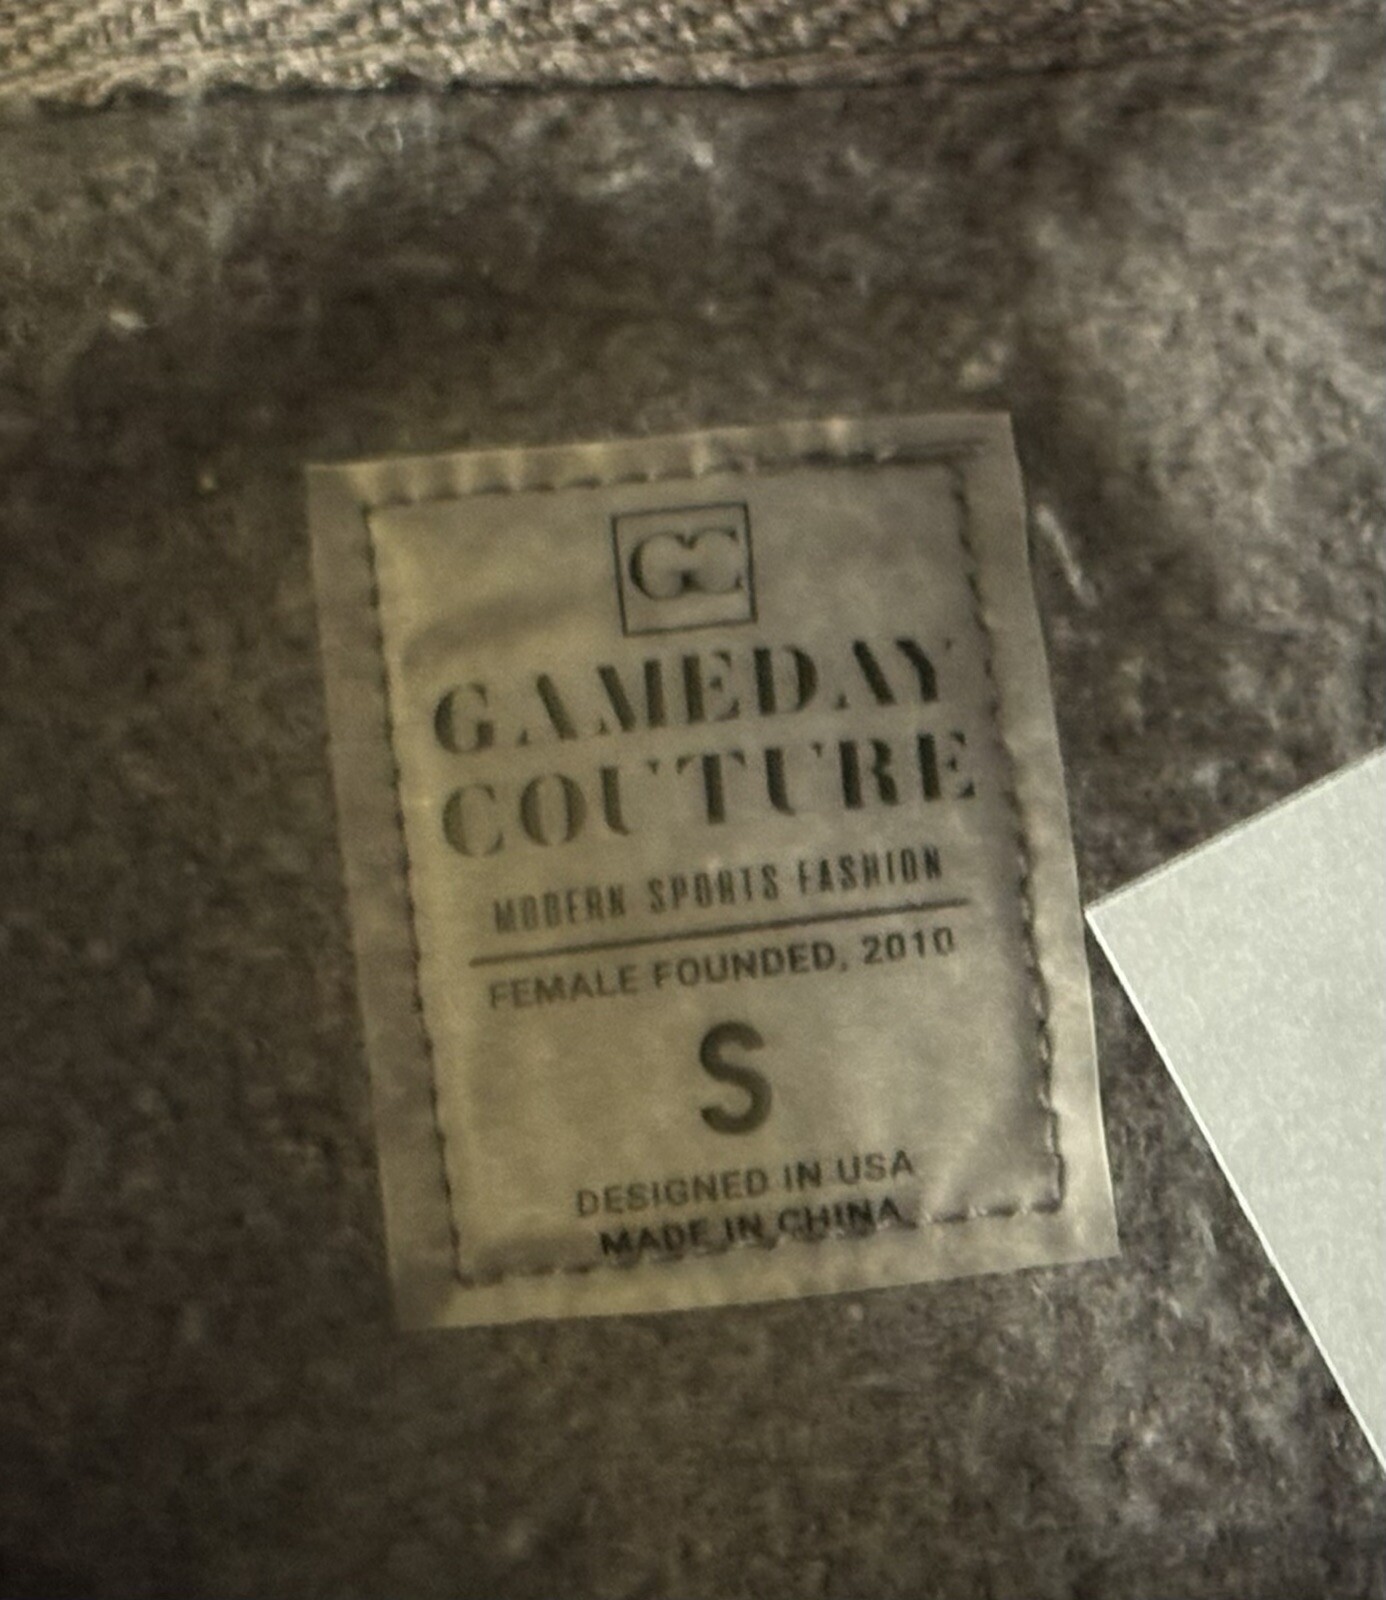 GC
GAMEDAY
COUTURE
MODERN SPORTS FASHION
FEMALE FOUNDED, 2010
S
DESIGNED IN USA
MADE IN CHINA